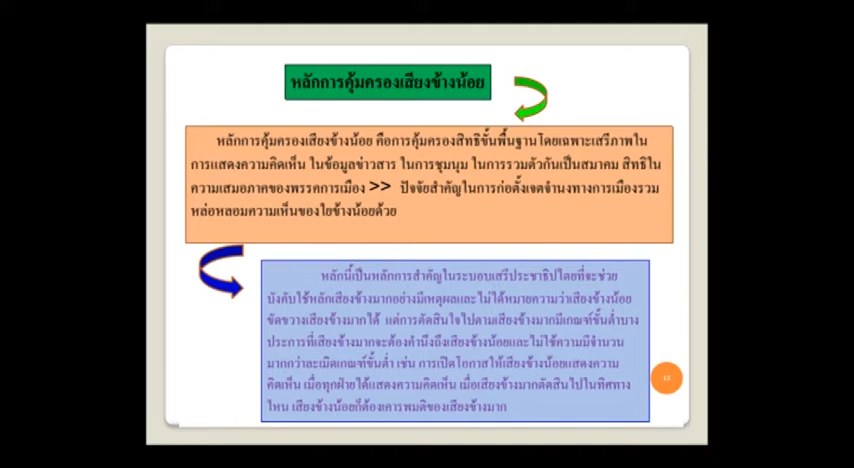 หลักการคุ้มครองเสียงข้างน้อย
หลักการคุ้มครองเสียงข้างน้อย คือการคุ้มครองสิทธิขั้นพื้นฐานโดยเฉพาะเสรีภาพใน
การแสดงความคิดเห็น ในข้อมูลข่าวสาร ในการชุมนุม ในการรวมตัวกันเป็นสมาคม สิทธิใน
ความเสมอภาคของพรรคการเมือง >> ปัจจัยสำคัญในการก่อตั้งเจตจำนงทางการเมืองรวม
หล่อหลอมความเห็นของใยข้างน้อยด้วย
หลักนี้เป็นหลักการสำคัญในระบอบเสรีประชาธิปไตยที่จะช่วย
บังคับใช้หลักเสียงข้างมากอย่างมีเหตุผลและไม่ได้หมายความว่าเสียงข้างน้อย
ขัดขวางเสียงข้างมากได้ แต่การตัดสินใจไปตามเสียงข้างมากมีเกณฑ์ขั้นต่ำบาง
ประการที่เสียงข้างมากจะต้องคำนึงถึงเสียงข้างน้อยและไม่ใช้ความมีจำนวน
มากกว่าละเมิดเกณฑ์ขั้นต่ำ เช่น การเปิดโอกาสให้เสียงข้างน้อยแสดงความ
คิดเห็น เมื่อทุกฝ่ายได้แสดงความคิดเห็น เมื่อเสียงข้างมากตัดสินไปในทิศทาง
ไหน เสียงข้างน้อยก็ต้องเคารพมติของเสียงข้างมาก